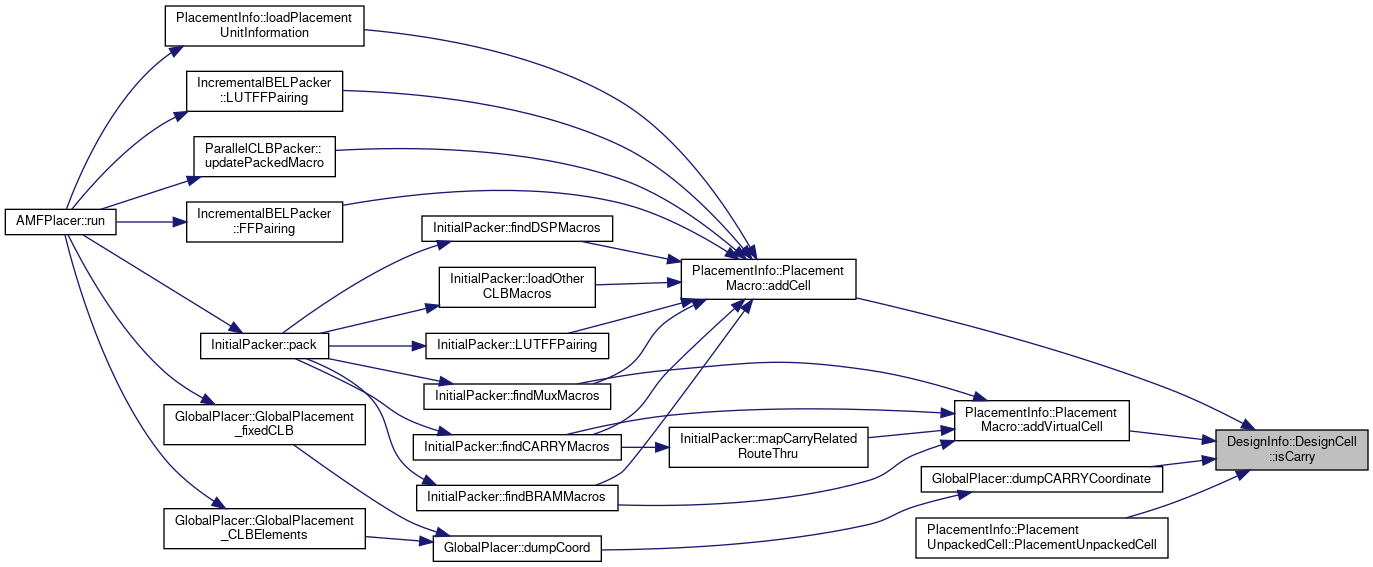 PlacementInfo::loadPlacement
UnitInformation
IncrementalBELPacker
::LUTFFPairing
ParallelCLBPacker::
updatePackedMacro
IncrementalBELPacker
::FFPairing
AMFPlacer::run
InitialPacker::findDSPMacros
InitialPacker::loadOther
CLBMacros
PlacementInfo::Placement
Macro::addCell
InitialPacker::pack
InitialPacker::LUTFFPairing
InitialPacker::findMuxMacros
GlobalPlacer::GlobalPlacement
_fixedCLB
InitialPacker::findCARRYMacros
InitialPacker::mapCarryRelated
RouteThru
PlacementInfo::Placement
Macro::addVirtualCell
DesignInfo::DesignCell
::isCarry
InitialPacker::findBRAMMacros
GlobalPlacer::dumpCARRYCoordinate
GlobalPlacer::GlobalPlacement
_CLBElements
GlobalPlacer::dumpCoord
PlacementInfo::Placement
UnpackedCell::PlacementUnpackedCell